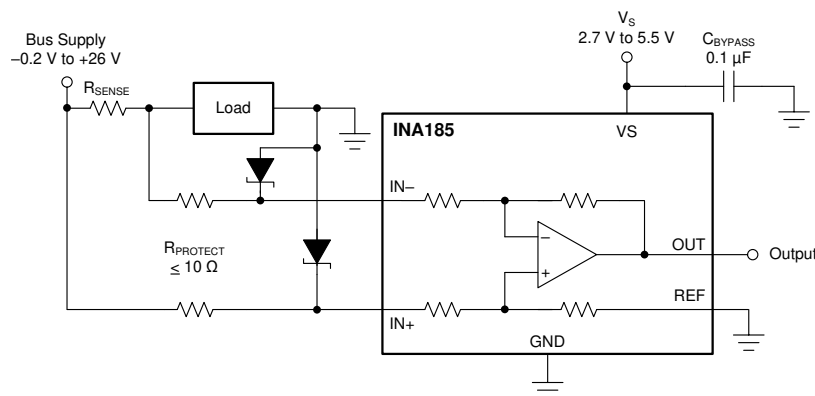 Bus Supply
–0.2 V to +26 V
RSENSE
Load
VS
2.7 V to 5.5 V
CBYPASS
0.1 µF
INA185
VS
IN–
RPROTECT
≤ 10 Ω
OUT
Output
REF
IN+
GND